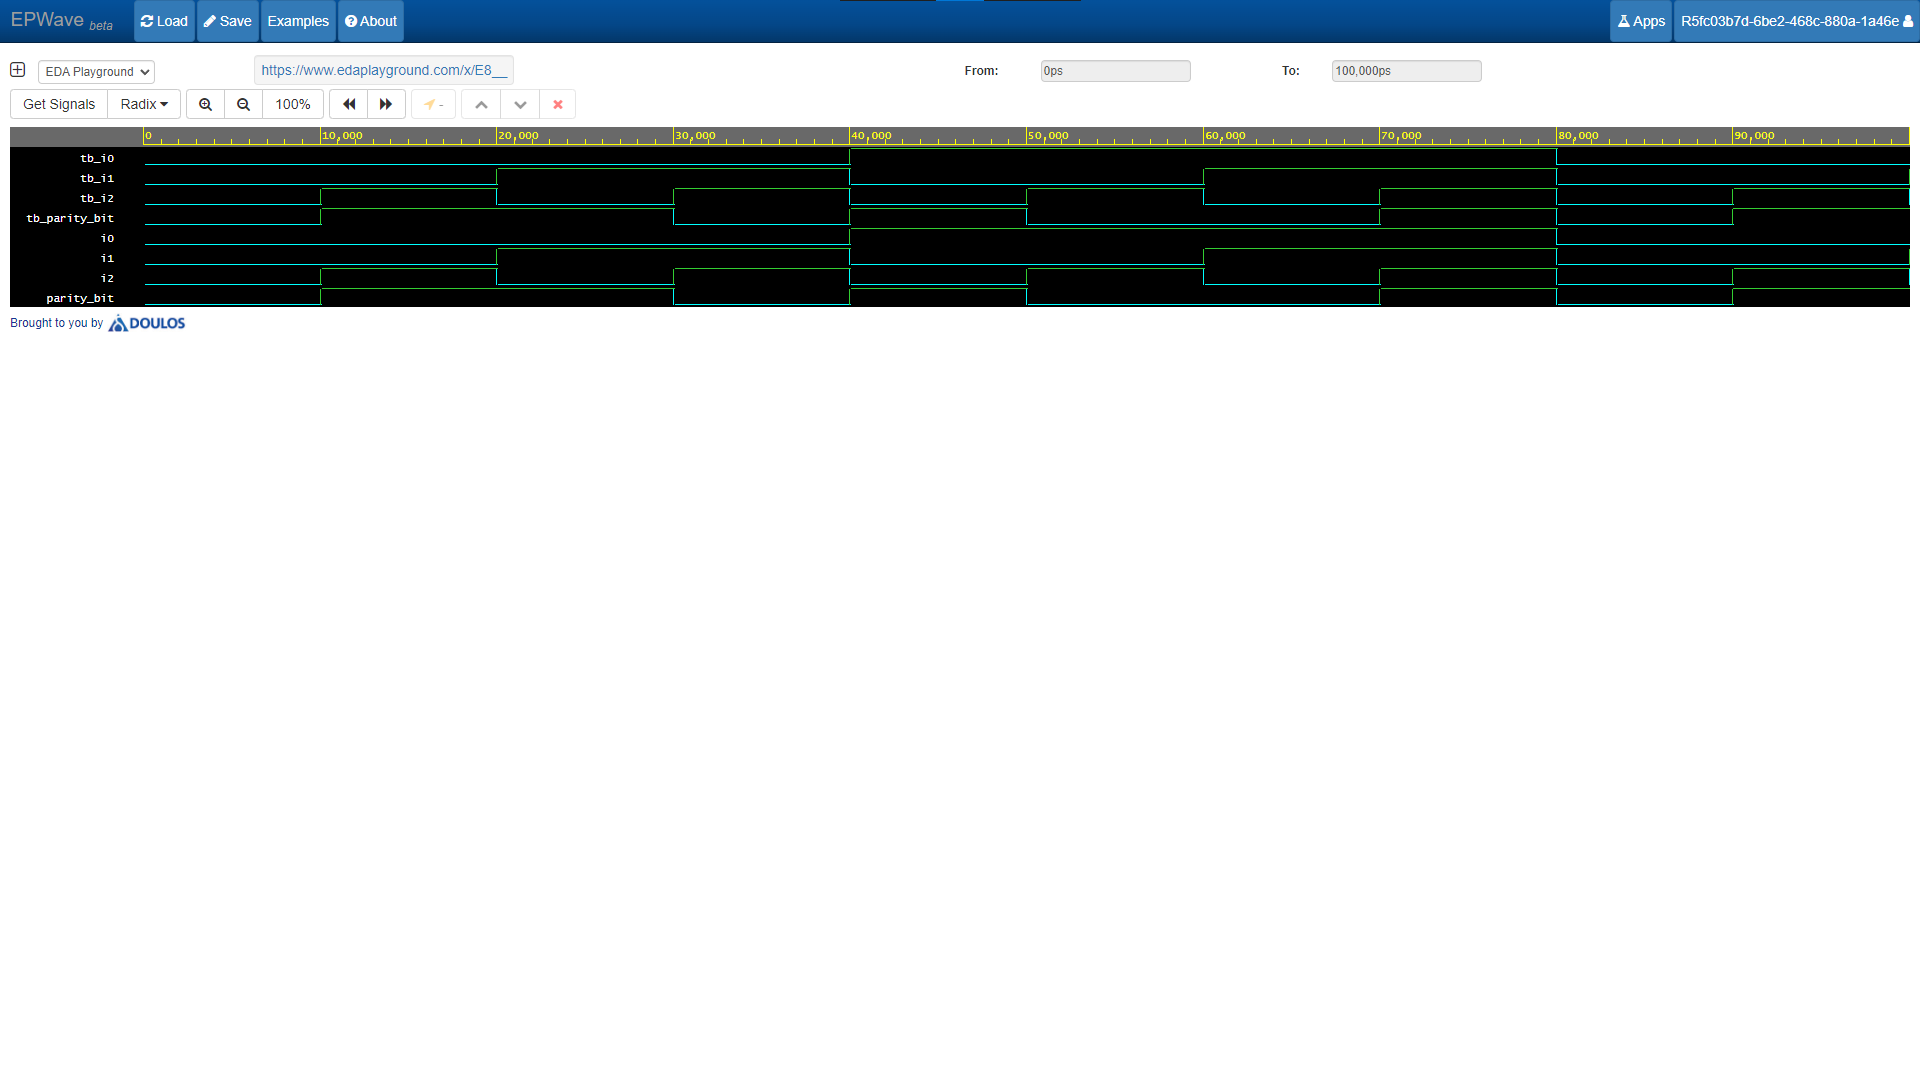 EPWave beta Load Save Examples About Apps R5fc03b7d-6be2-468c-880a-1a46e
EDA Playground https://www.edaplayground.com/x/E8__ From: 0ps To: 100,000ps
Get Signals Radix 100% -
0 10,000 20,000 30,000 40,000 50,000 60,000 70,000 80,000 90,000
tb_i0
tb_i1
tb_i2
tb_parity_bit
i0
i1
i2
parity_bit
Brought to you by DOULOS